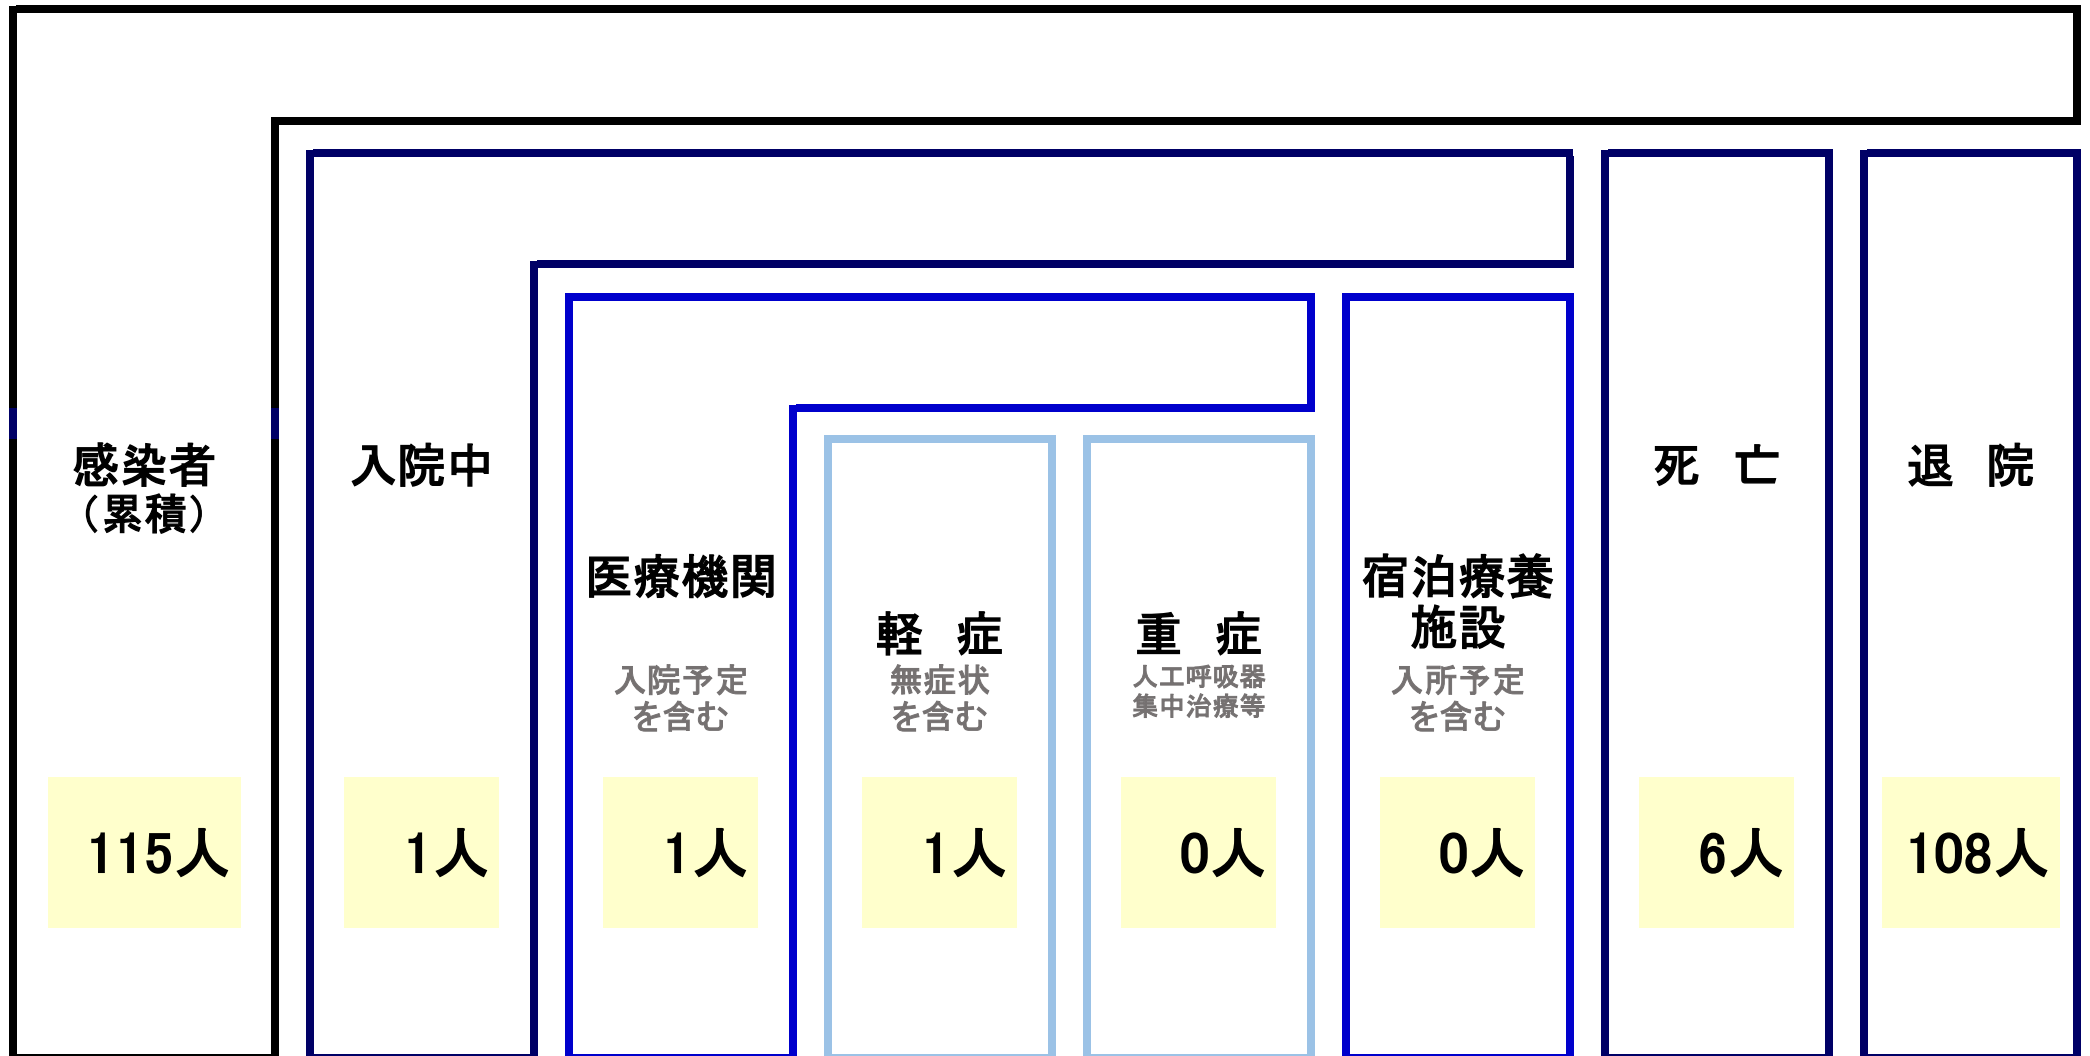 感染者
（累積）
115人
入院中
1人
医療機関
入院予定
を含む
1人
軽　症
無症状
を含む
1人
重　症
人工呼吸器
集中治療等
0人
宿泊療養
施設
入所予定
を含む
0人
死　亡
6人
退　院
108人